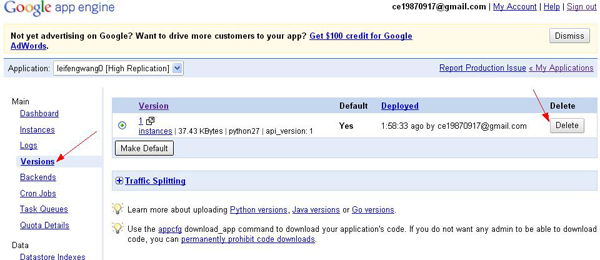 Google app engine
ce19870917@gmail.com | My Account | Help | Sign out
Not yet advertising on Google? Want to drive more customers to your app? Get $100 credit for Google
AdWords.
Dismiss
Application: leifengwang0 [High Replication]
Report Production Issue « My Applications
Main
Dashboard
Instances
Logs
Versions
Backends
Cron Jobs
Task Queues
Quota Details
Data
Datastore Indexes
Version Default Deployed Delete
1
instances | 37.43 KBytes | python27 | api_version: 1 Yes 1:58:33 ago by ce19870917@gmail.com Delete
Make Default
Traffic Splitting
Learn more about uploading Python versions, Java versions or Go versions.
Use the appcfg download_app command to download your application's code. If you do not want any admin to be able to download
code, you can permanently prohibit code downloads.